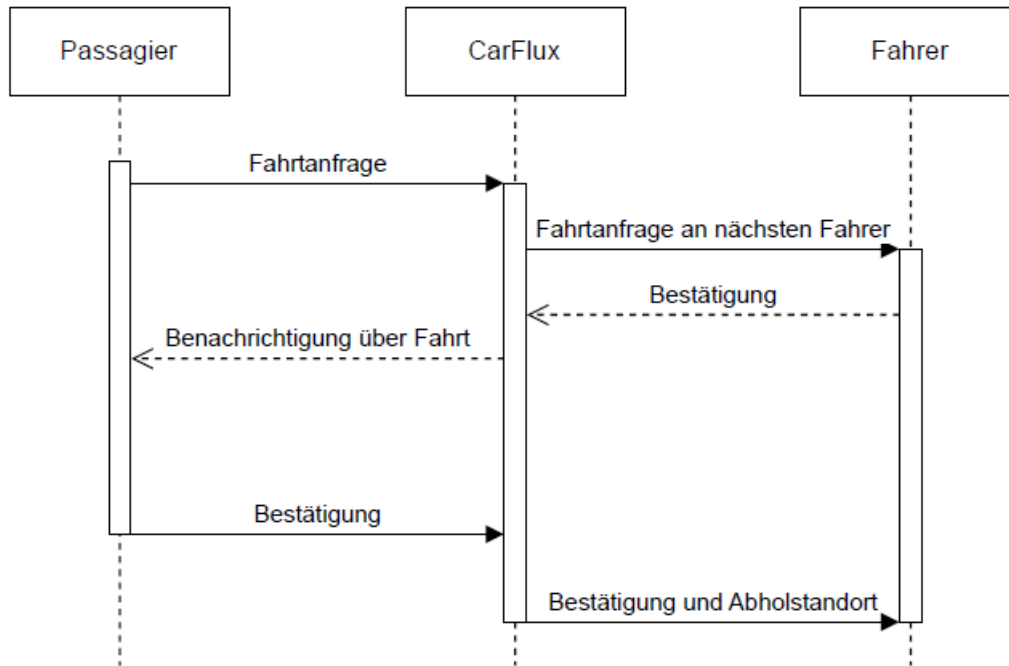 Passagier
CarFlux
Fahrer
Fahrtanfrage
Fahrtanfrage an nächsten Fahrer
Bestätigung
Benachrichtigung über Fahrt
Bestätigung
Bestätigung und Abholstandort